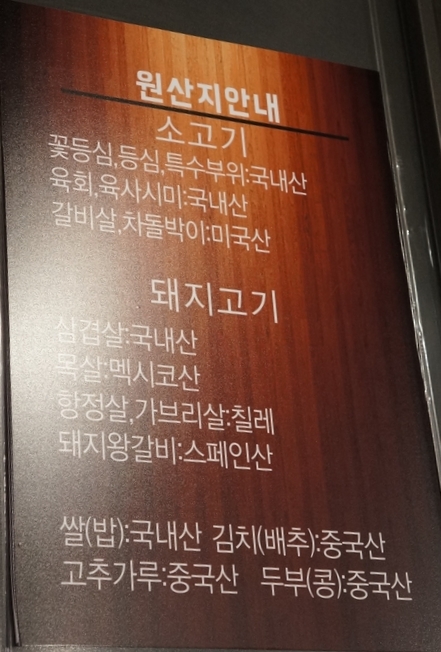 원산지안내
소고기
꽃등심,등심,특수부위:국내산
육회,육사시미:국내산
갈비살,차돌박이:미국산
돼지고기
삼겹살:국내산
목살:멕시코산
항정살,가브리살:칠레
돼지왕갈비:스페인산
쌀(밥):국내산 김치(배추):중국산
고추가루:중국산 두부(콩):중국산